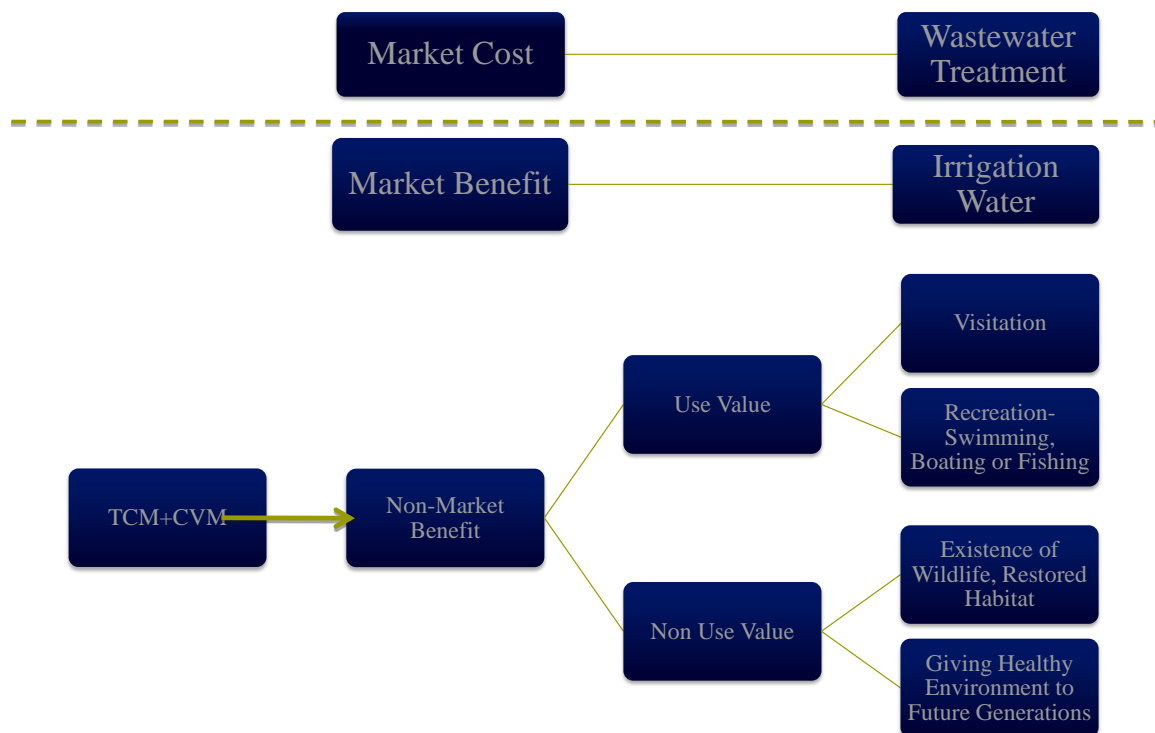 Market Cost
Wastewater
Treatment
Market Benefit
Irrigation
Water
Visitation
Use Value
Recreation-
Swimming,
Boating or Fishing
TCM+CVM
Non-Market
Benefit
Existence of
Wildlife, Restored
Habitat
Non Use Value
Giving Healthy
Environment to
Future Generations